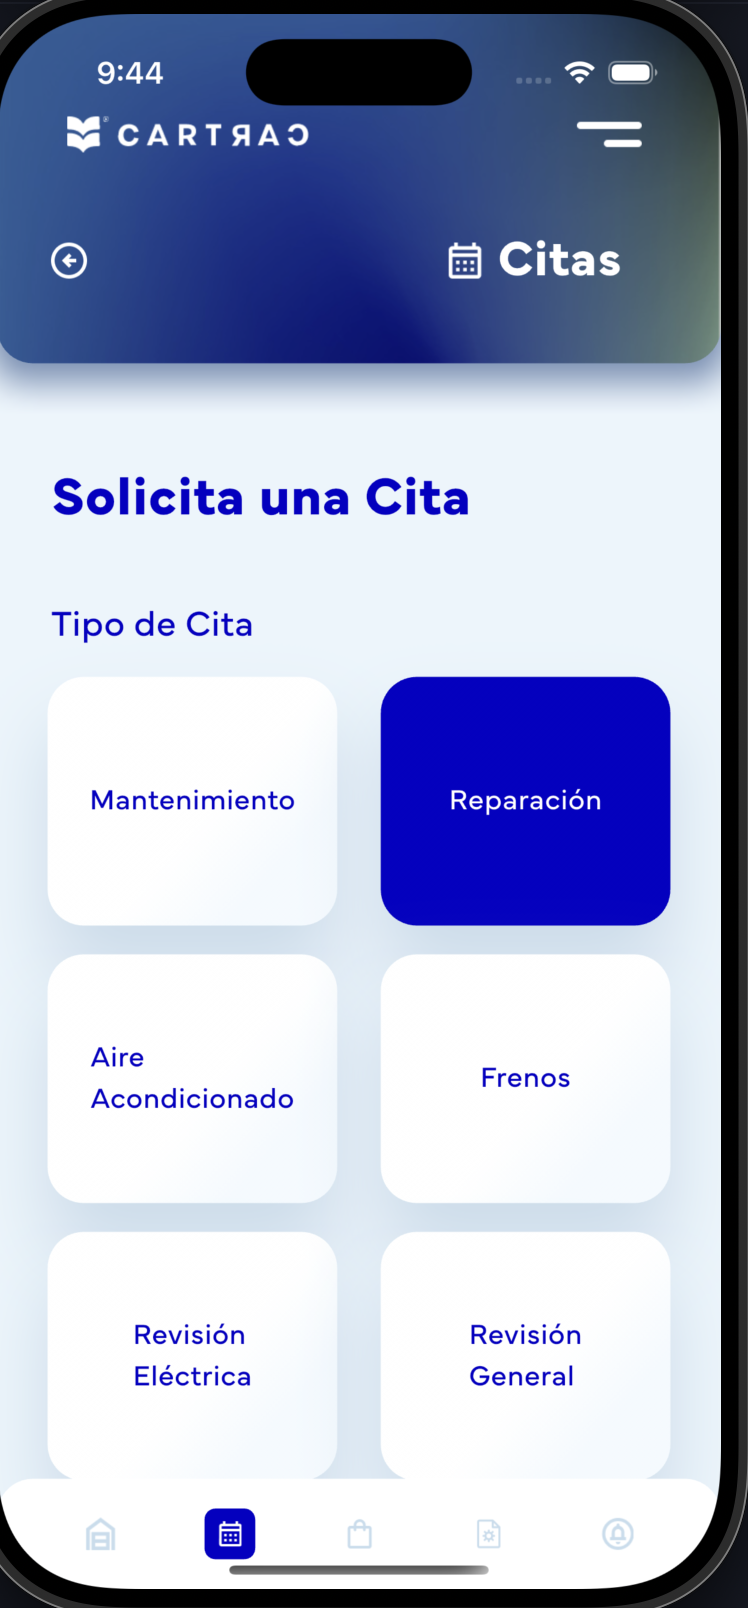 9:44
CARTRAC
Citas
Solicita una Cita
Tipo de Cita
Mantenimiento
Reparación
Aire
Acondicionado
Frenos
Revisión
Eléctrica
Revisión
General